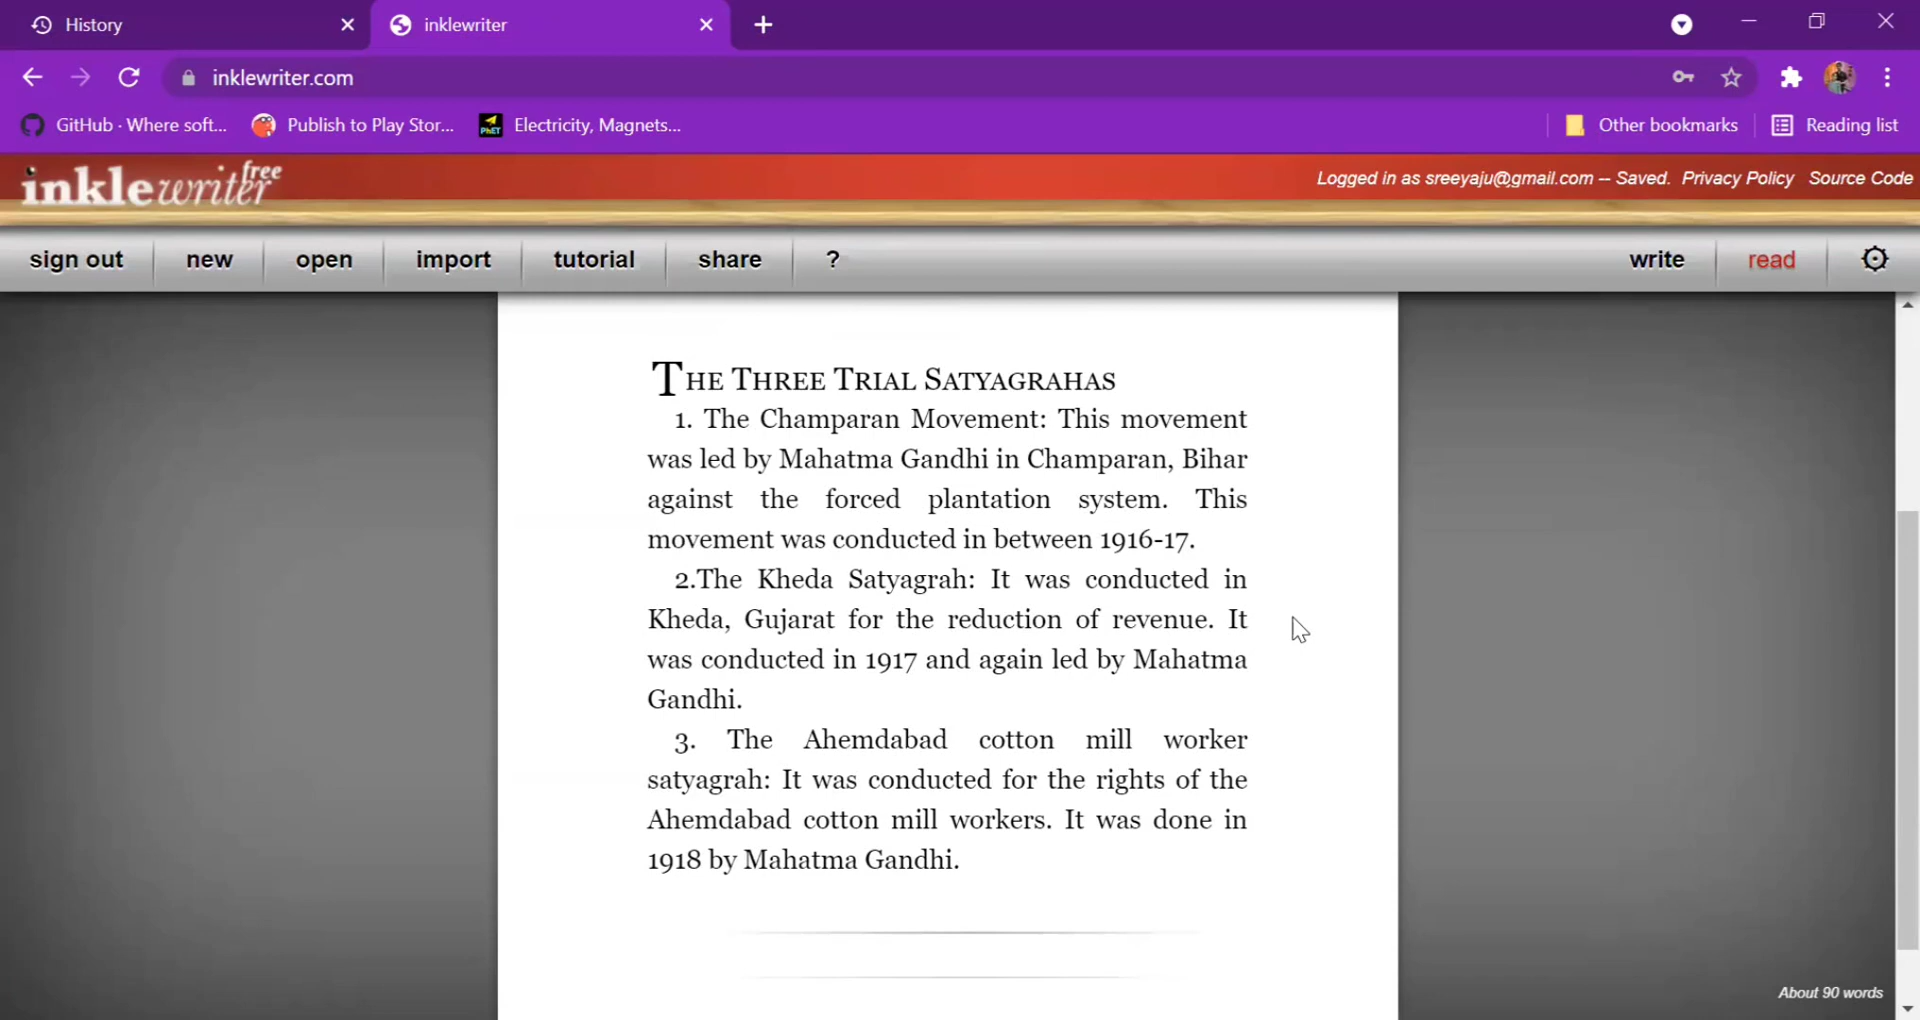 History
inklewriter
inklewriter.com
GitHub · Where soft...
Publish to Play Stor...
PhET
Electricity, Magnets...
Other bookmarks
Reading list
inklewriter free
Logged in as sreeyaju@gmail.com -- Saved. Privacy Policy Source Code
sign out new open import tutorial share ? write read
THE THREE TRIAL SATYAGRAHAS
1. The Champaran Movement: This movement
was led by Mahatma Gandhi in Champaran, Bihar
against the forced plantation system. This
movement was conducted in between 1916-17.
2.The Kheda Satyagrah: It was conducted in
Kheda, Gujarat for the reduction of revenue. It
was conducted in 1917 and again led by Mahatma
Gandhi.
3. The Ahemdabad cotton mill worker
satyagrah: It was conducted for the rights of the
Ahemdabad cotton mill workers. It was done in
1918 by Mahatma Gandhi.
About 90 words